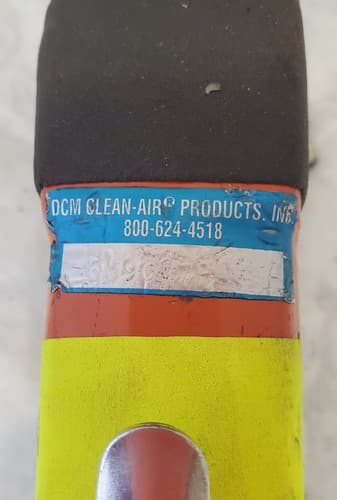 DCM CLEAN-AIR® PRODUCTS, INC.
800-624-4518